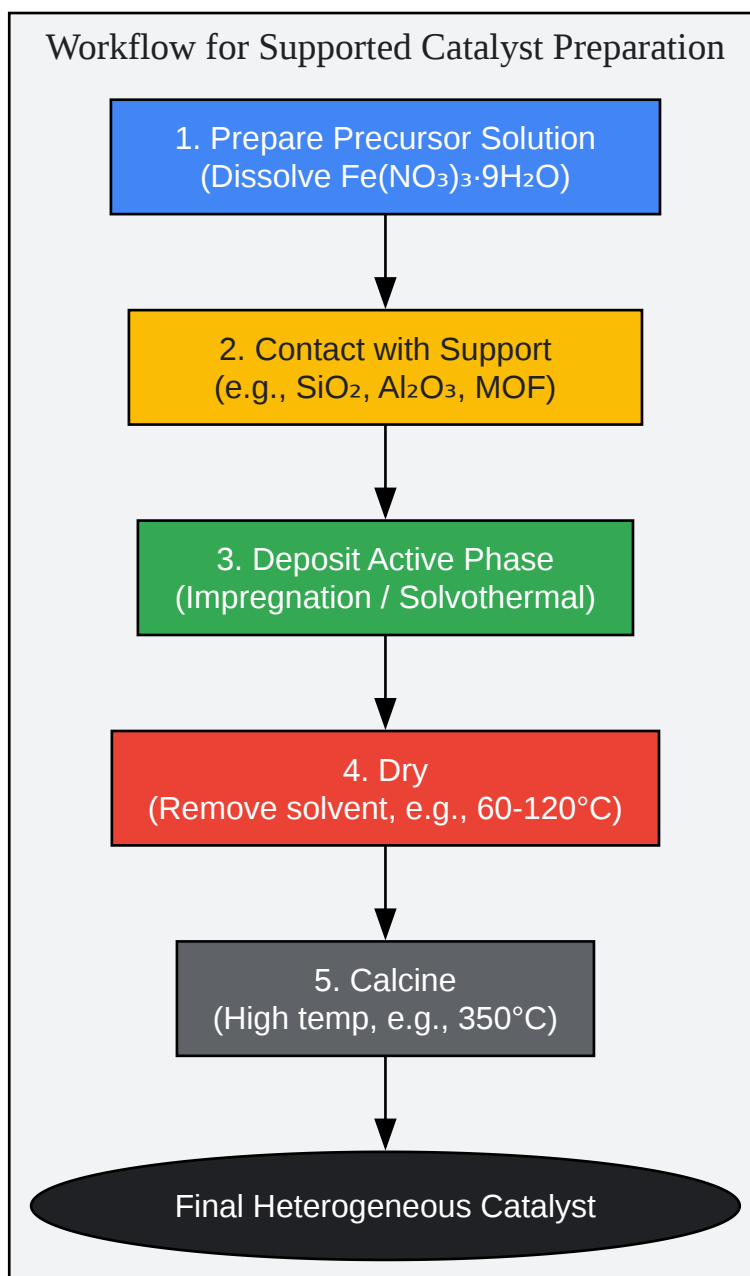 Workflow for Supported Catalyst Preparation
1. Prepare Precursor Solution
(Dissolve Fe(NO₃)₃·9H₂O)
2. Contact with Support
(e.g., SiO₂, Al₂O₃, MOF)
3. Deposit Active Phase
(Impregnation / Solvothermal)
4. Dry
(Remove solvent, e.g., 60-120°C)
5. Calcine
(High temp, e.g., 350°C)
Final Heterogeneous Catalyst